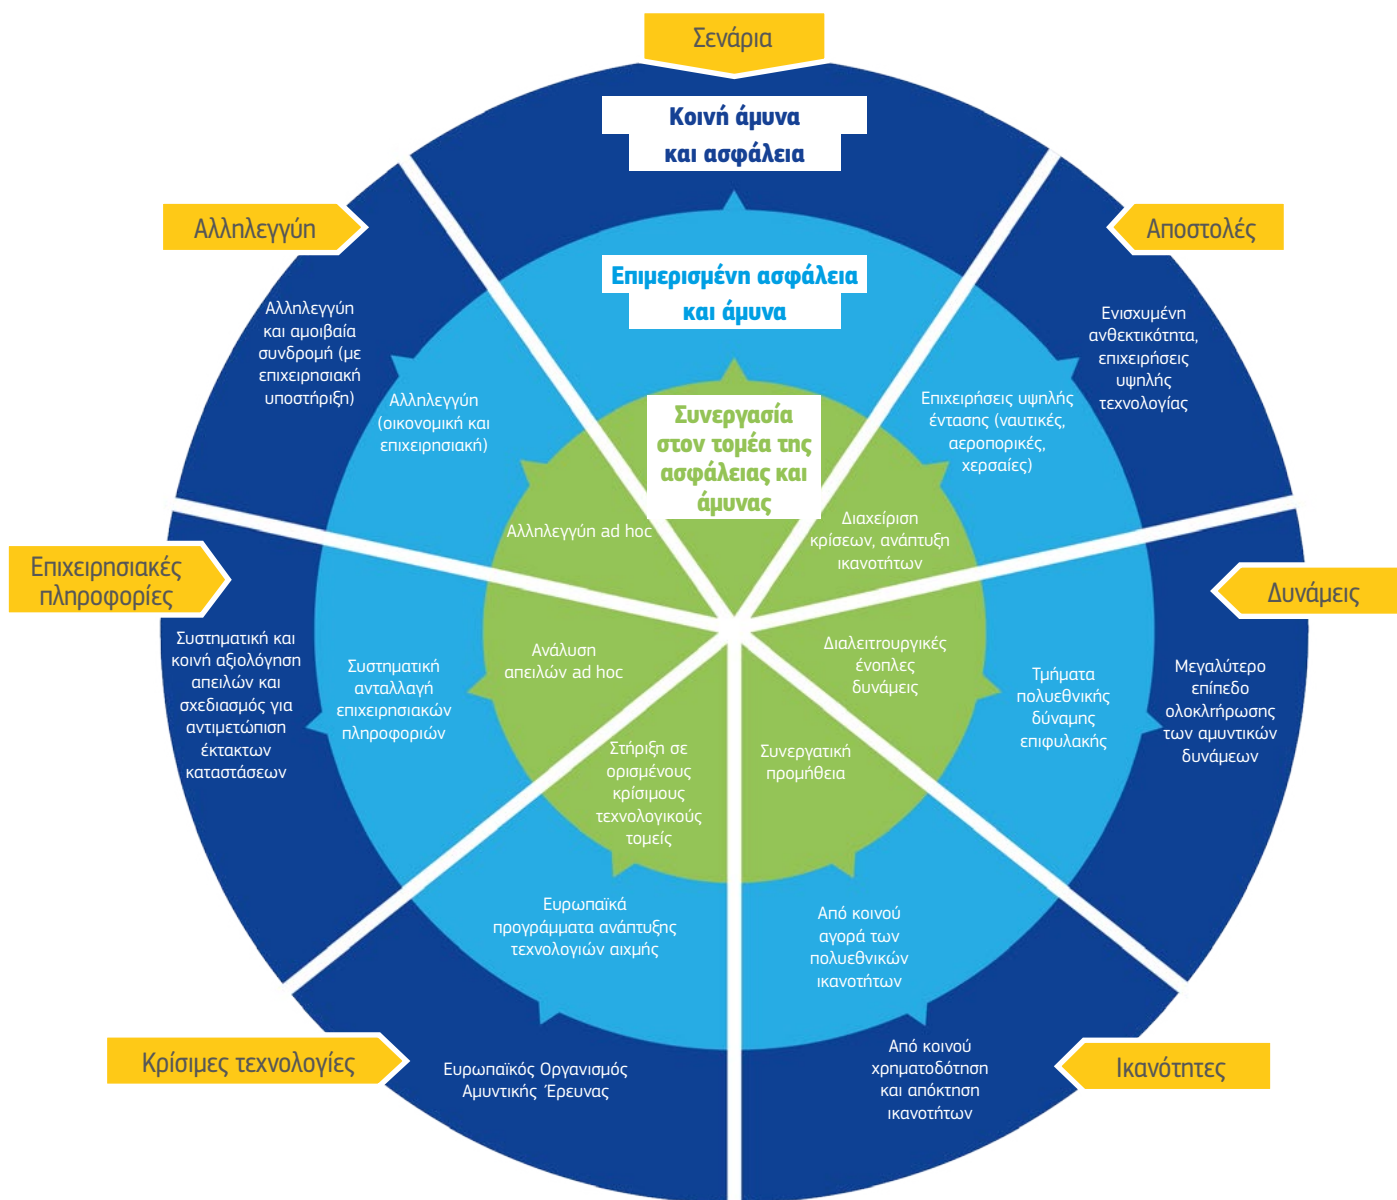 Σενάρια
Κοινή άμυνα
και ασφάλεια
Επιμερισμένη ασφάλεια
και άμυνα
Συνεργασία
στον τομέα της
ασφάλειας και
άμυνας
Αποστολές
Ενισχυμένη
ανθεκτικότητα,
επιχειρήσεις
υψηλής
τεχνολογίας
Επιχειρήσεις υψηλής
έντασης (ναυτικές,
αεροπορικές,
χερσαίες)
Διαχείριση
κρίσεων, ανάπτυξη
ικανοτήτων
Δυνάμεις
Μεγαλύτερο
επίπεδο
ολοκλήρωσης
των αμυντικών
δυνάμεων
Τμήματα
πολυεθνικής
δύναμης
επιφυλακής
Διαλειτουργικές
ένοπλες
δυνάμεις
Ικανότητες
Από κοινού
χρηματοδότηση
και απόκτηση
ικανοτήτων
Από κοινού
αγορά των
πολυεθνικών
ικανοτήτων
Συνεργατική
προμήθεια
Κρίσιμες τεχνολογίες
Ευρωπαϊκός Οργανισμός
Αμυντικής Έρευνας
Ευρωπαϊκά
προγράμματα ανάπτυξης
τεχνολογιών αιχμής
Στήριξη σε
ορισμένους
κρίσιμους
τεχνολογικούς
τομείς
Επιχειρησιακές
πληροφορίες
Συστηματική και
κοινή αξιολόγηση
απειλών και
σχεδιασμός για
αντιμετώπιση
έκτακτων
καταστάσεων
Συστηματική
ανταλλαγή
επιχειρησιακών
πληροφοριών
Ανάλυση
απειλών ad hoc
Αλληλεγγύη
Αλληλεγγύη
και αμοιβαία
συνδρομή (με
επιχειρησιακή
υποστήριξη)
Αλληλεγγύη
(οικονομική και
επιχειρησιακή)
Αλληλεγγύη ad hoc